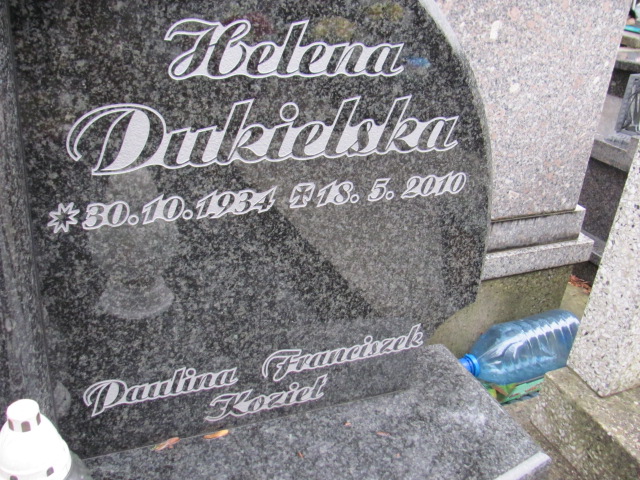 Helena
Dukielska
30.10.1934 18. 5. 2010
Paulina Franciszek
Kozieł